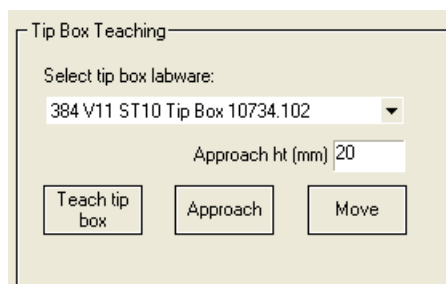 Tip Box Teaching
Select tip box labware:
384 V11 ST10 Tip Box 10734.102
Approach ht (mm) 20
Teach tip
box
Approach
Move